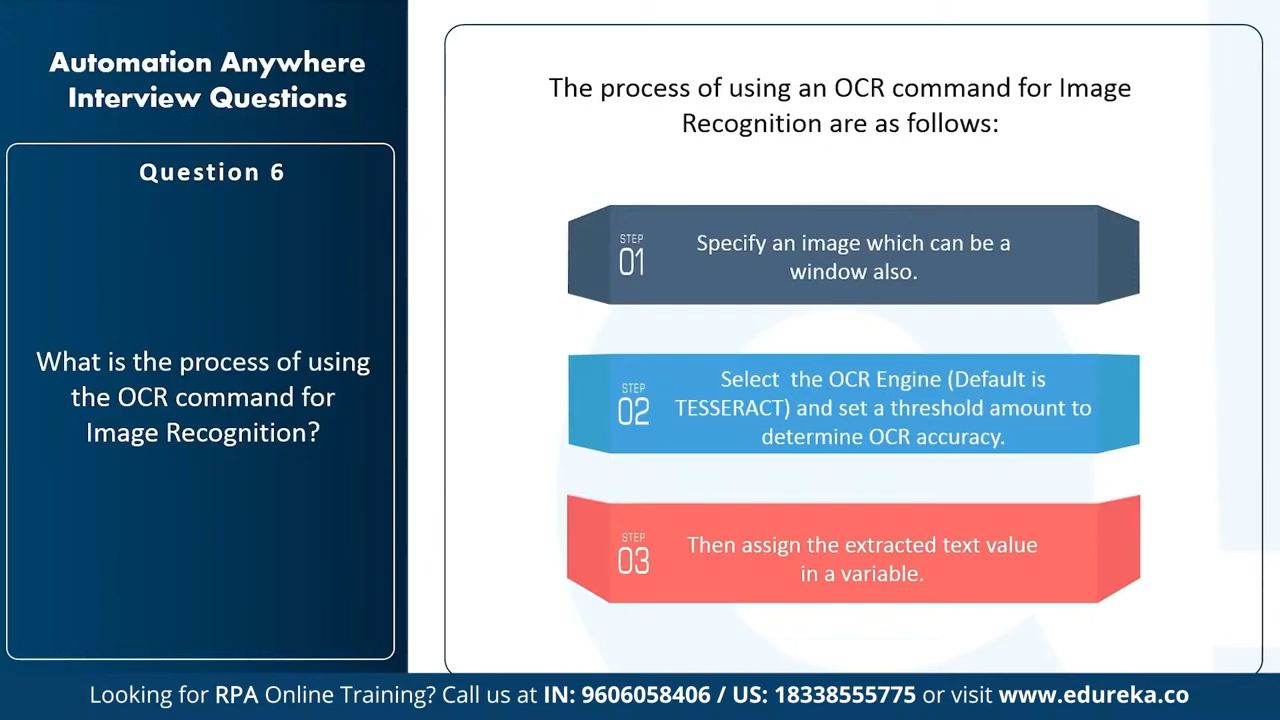 Automation Anywhere
Interview Questions
Question 6
What is the process of using
the OCR command for
Image Recognition?
The process of using an OCR command for Image
Recognition are as follows:
STEP
01
Specify an image which can be a
window also.
STEP
02
Select the OCR Engine (Default is
TESSERACT) and set a threshold amount to
determine OCR accuracy.
STEP
03
Then assign the extracted text value
in a variable.
Looking for RPA Online Training? Call us at IN: 9606058406 / US: 18338555775 or visit www.edureka.co